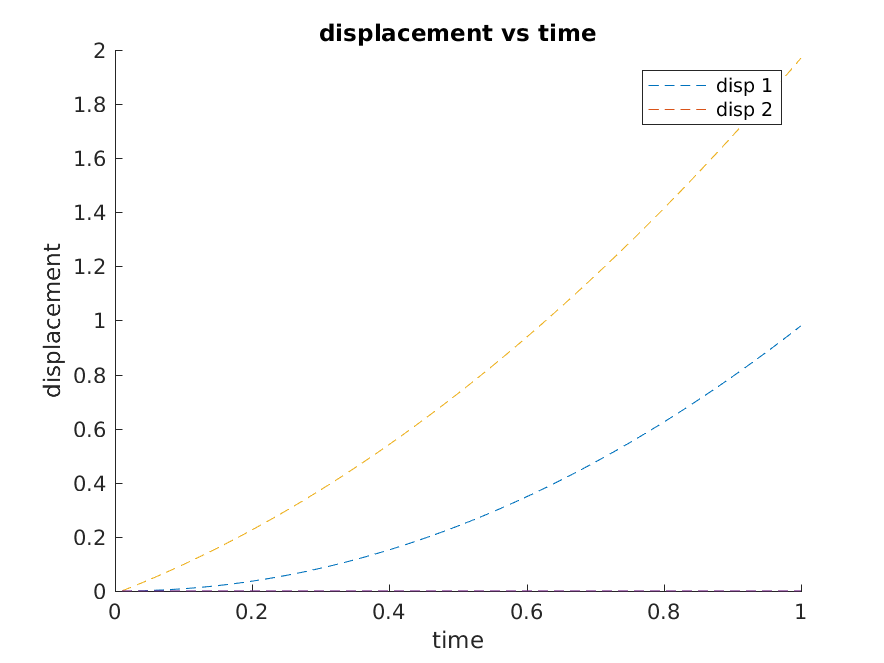 displacement vs time
disp 1
disp 2
2
1.8
1.6
1.4
1.2
1
0.8
0.6
0.4
0.2
0
displacement
0 0.2 0.4 0.6 0.8 1
time